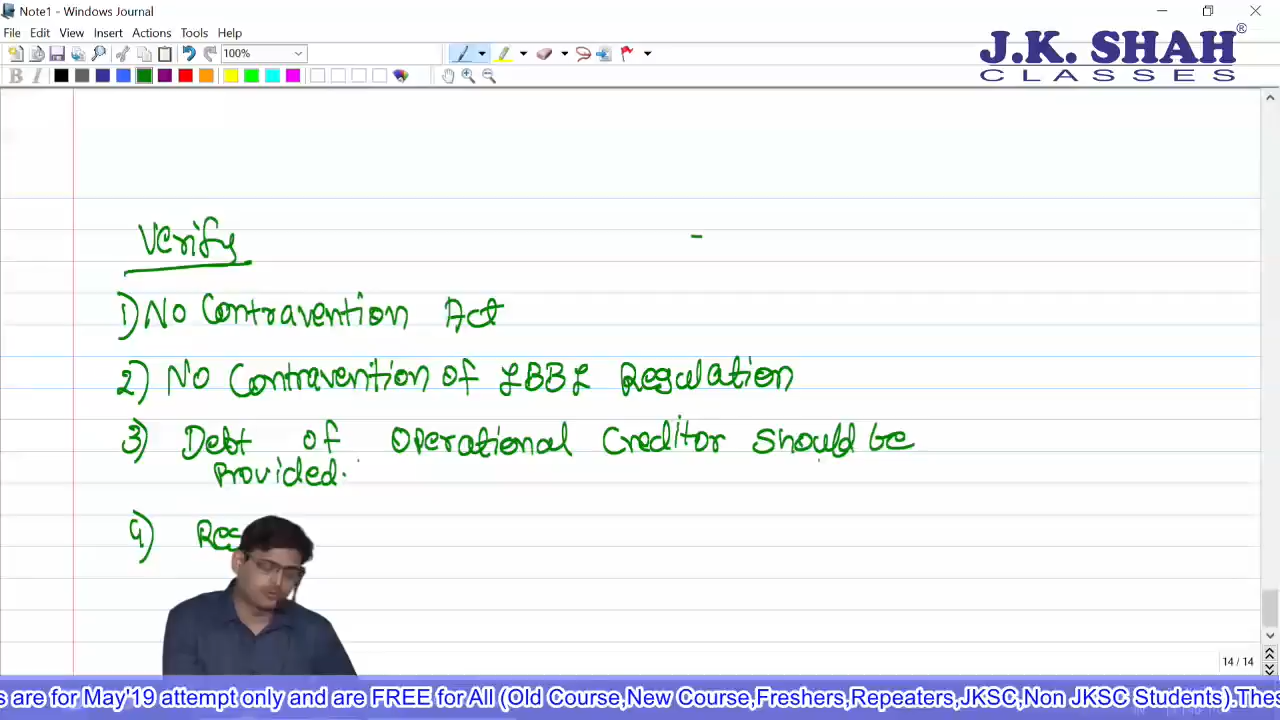 Note1 - Windows Journal
File Edit View Insert Actions Tools Help
100%
J.K. SHAH®
CLASSES
Verify
1) No Contravention Act
2) No Contravention of IBBI Regulation
3) Debt of Operational Creditor should be
Provided.
4) Res
14 / 14
s are for May'19 attempt only and are FREE for All (Old Course,New Course,Freshers,Repeaters,JKSC,Non JKSC Students).Thes